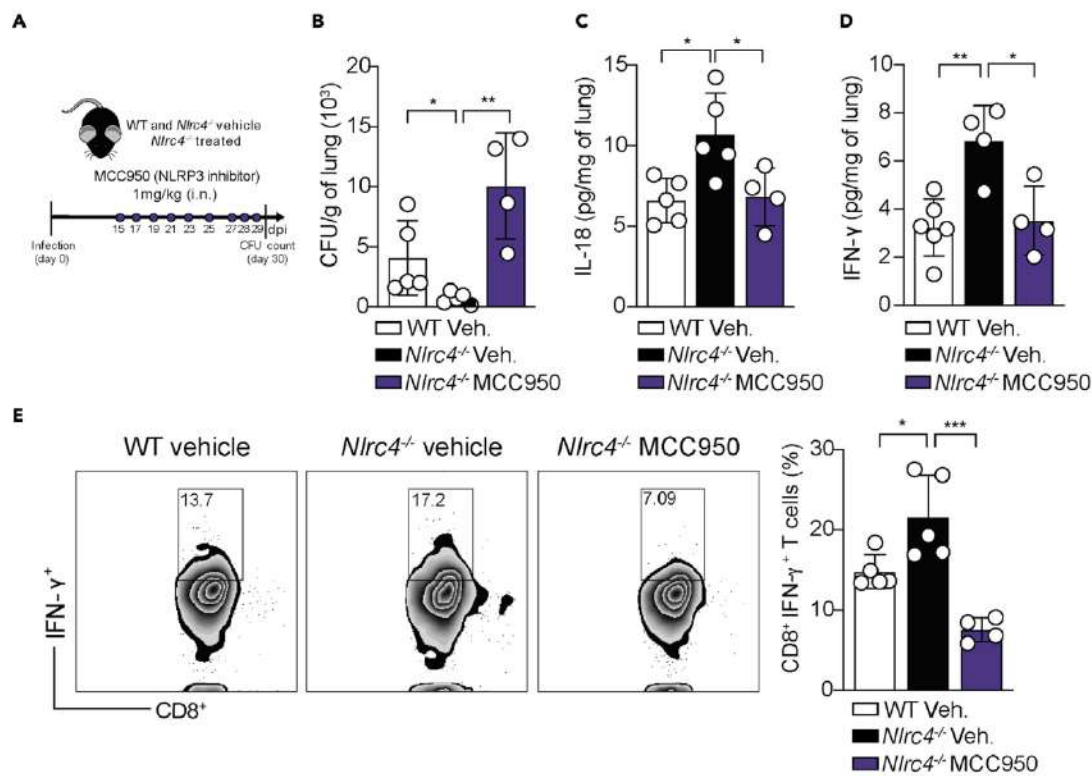 A
WT and Nlrc4-/- vehicle
Nlrc4-/- treated
MCC950 (NLRP3 inhibitor)
1mg/kg (i.n.)
15 17 19 21 23 25 27 28 29 dpi
Infection
(day 0)
CFU count
(day 30)
B
CFU/g of lung (10³)
20
15
10
5
0
* **
WT Veh.
Nlrc4-/- Veh.
Nlrc4-/- MCC950
C
IL-18 (pg/mg of lung)
15
10
5
0
* *
WT Veh.
Nlrc4-/- Veh.
Nlrc4-/- MCC950
D
IFN-γ (pg/mg of lung)
10
8
6
4
2
0
** *
WT Veh.
Nlrc4-/- Veh.
Nlrc4-/- MCC950
E
WT vehicle
Nlrc4-/- vehicle
Nlrc4-/- MCC950
13.7
17.2
7.09
IFN-γ⁺
CD8⁺
CD8⁺ IFN-γ⁺ T cells (%)
30
20
10
0
* ***
WT Veh.
Nlrc4-/- Veh.
Nlrc4-/- MCC950